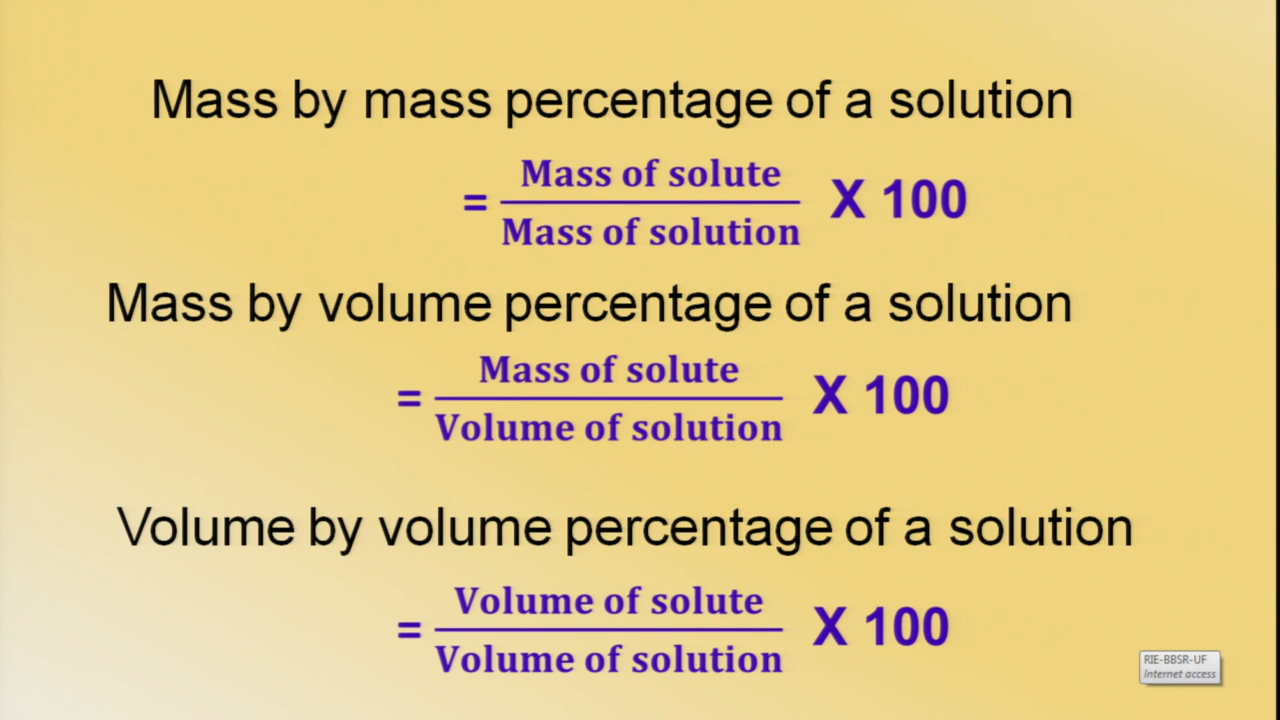 Mass by mass percentage of a solution
= Mass of solute
Mass of solution X 100
Mass by volume percentage of a solution
= Mass of solute
Volume of solution X 100
Volume by volume percentage of a solution
= Volume of solute
Volume of solution X 100
RIE-BBSR-UF
Internet access